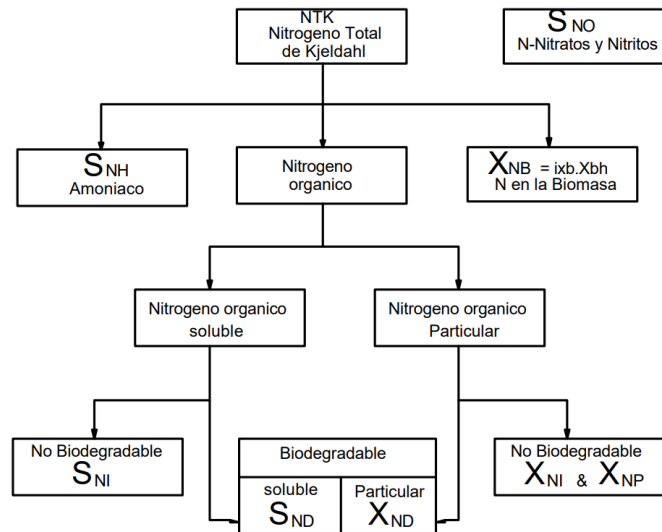 NTK
Nitrogeno Total
de Kjeldahl
S NO
N-Nitratos y Nitritos
S NH
Amoniaco
Nitrogeno
organico
X NB = ixb.Xbh
N en la Biomasa
Nitrogeno organico
soluble
Nitrogeno organico
Particular
No Biodegradable
S NI
Biodegradable
soluble
S ND
Particular
X ND
No Biodegradable
X NI & X NP